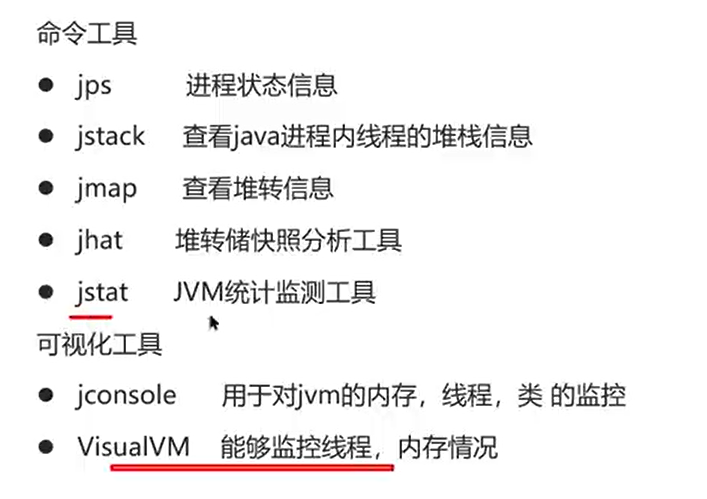 命令工具
● jps 进程状态信息
● jstack 查看java进程内线程的堆栈信息
● jmap 查看堆转信息
● jhat 堆转储快照分析工具
● jstat JVM统计监测工具
可视化工具
● jconsole 用于对jvm的内存，线程，类 的监控
● VisualVM 能够监控线程，内存情况